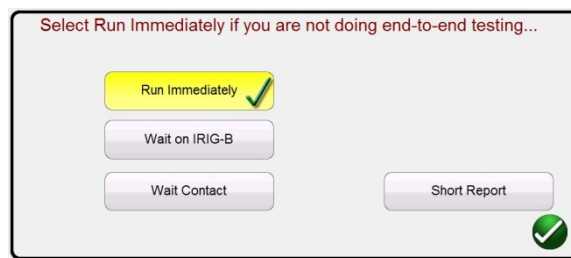 Select Run Immediately if you are not doing end-to-end testing...
Run Immediately
Wait on IRIG-B
Wait Contact
Short Report